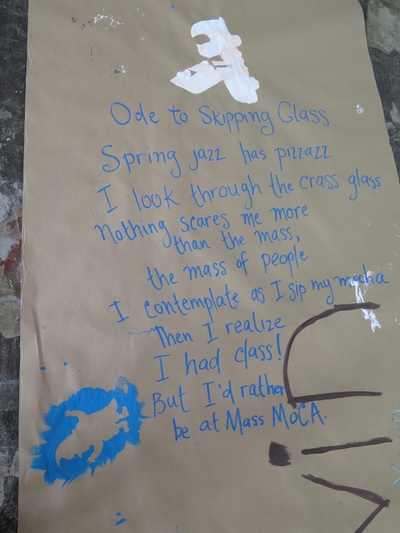 Ode to Skipping Class
Spring jazz has pizzazz
I look through the crass glass
Nothing scares me more
than the mass,
the mass of people
I contemplate as I sip my mocha
Then I realize
I had class!
But I'd rather
be at Mass MoCA.